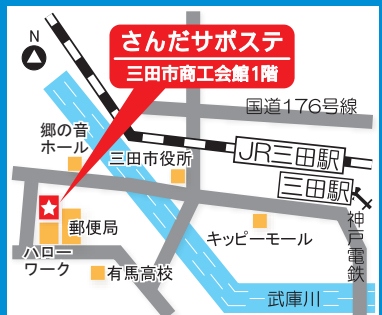 N
さんだサポステ
三田市商工会館1階
国道176号線
郷の音
ホール
三田市役所
JR三田駅
三田駅
神戸電鉄
郵便局
キッピーモール
ハロー
ワーク
有馬高校
武庫川